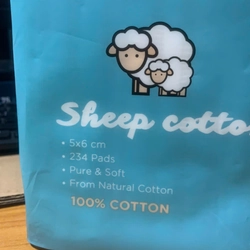 Sheep cotto
• 5x6 cm
• 234 Pads
• Pure & Soft
• From Natural Cotton
100% COTTON